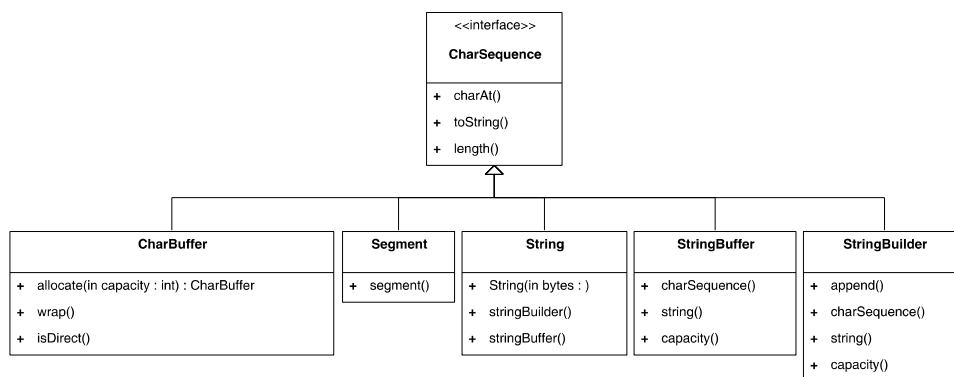 <<interface>>
CharSequence
+ charAt()
+ toString()
+ length()
CharBuffer
+ allocate(in capacity : int) : CharBuffer
+ wrap()
+ isDirect()
Segment
+ segment()
String
+ String(in bytes : )
+ stringBuilder()
+ stringBuffer()
StringBuffer
+ charSequence()
+ string()
+ capacity()
StringBuilder
+ append()
+ charSequence()
+ string()
+ capacity()